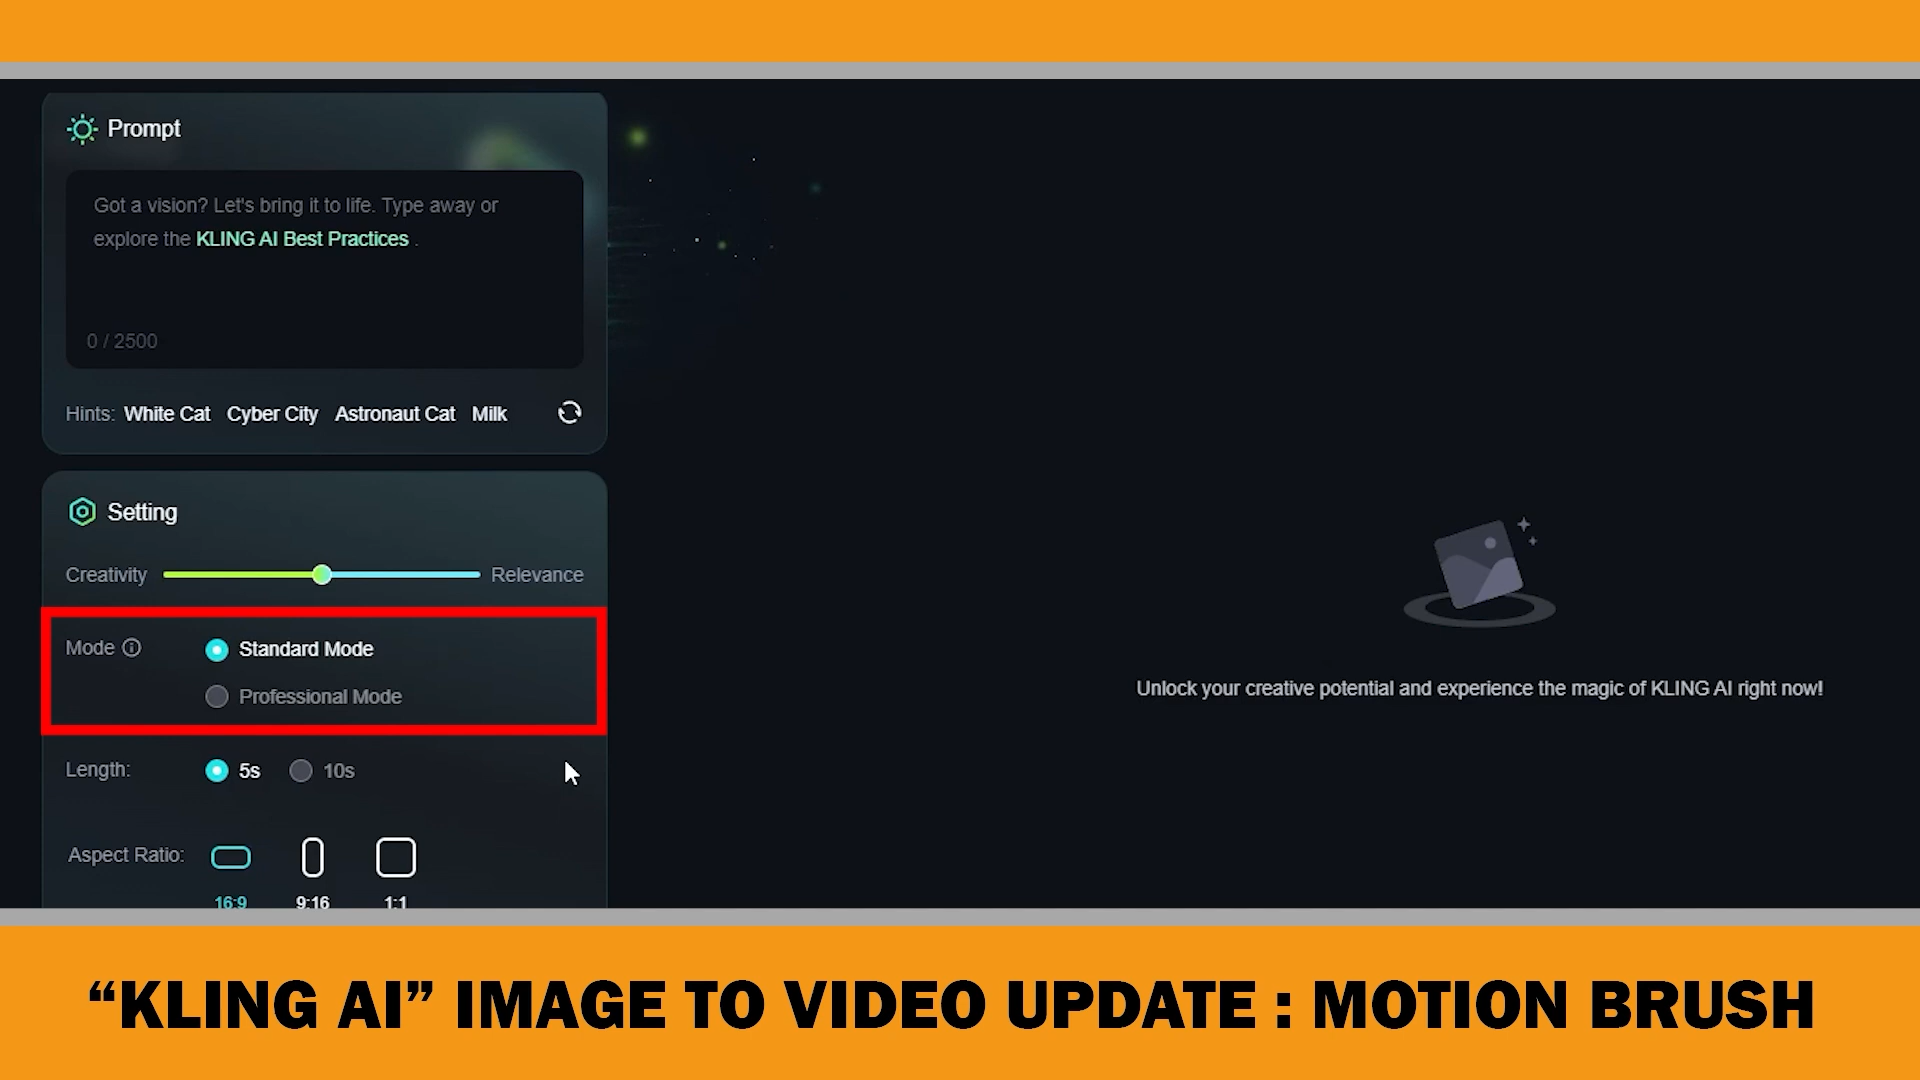 Prompt
Got a vision? Let's bring it to life. Type away or
explore the KLING AI Best Practices .
0 / 2500
Hints: White Cat Cyber City Astronaut Cat Milk
Setting
Creativity Relevance
Mode Standard Mode
Professional Mode
Length: 5s 10s
Aspect Ratio:
16:9 9:16 1:1
Unlock your creative potential and experience the magic of KLING AI right now!
“KLING AI” IMAGE TO VIDEO UPDATE : MOTION BRUSH